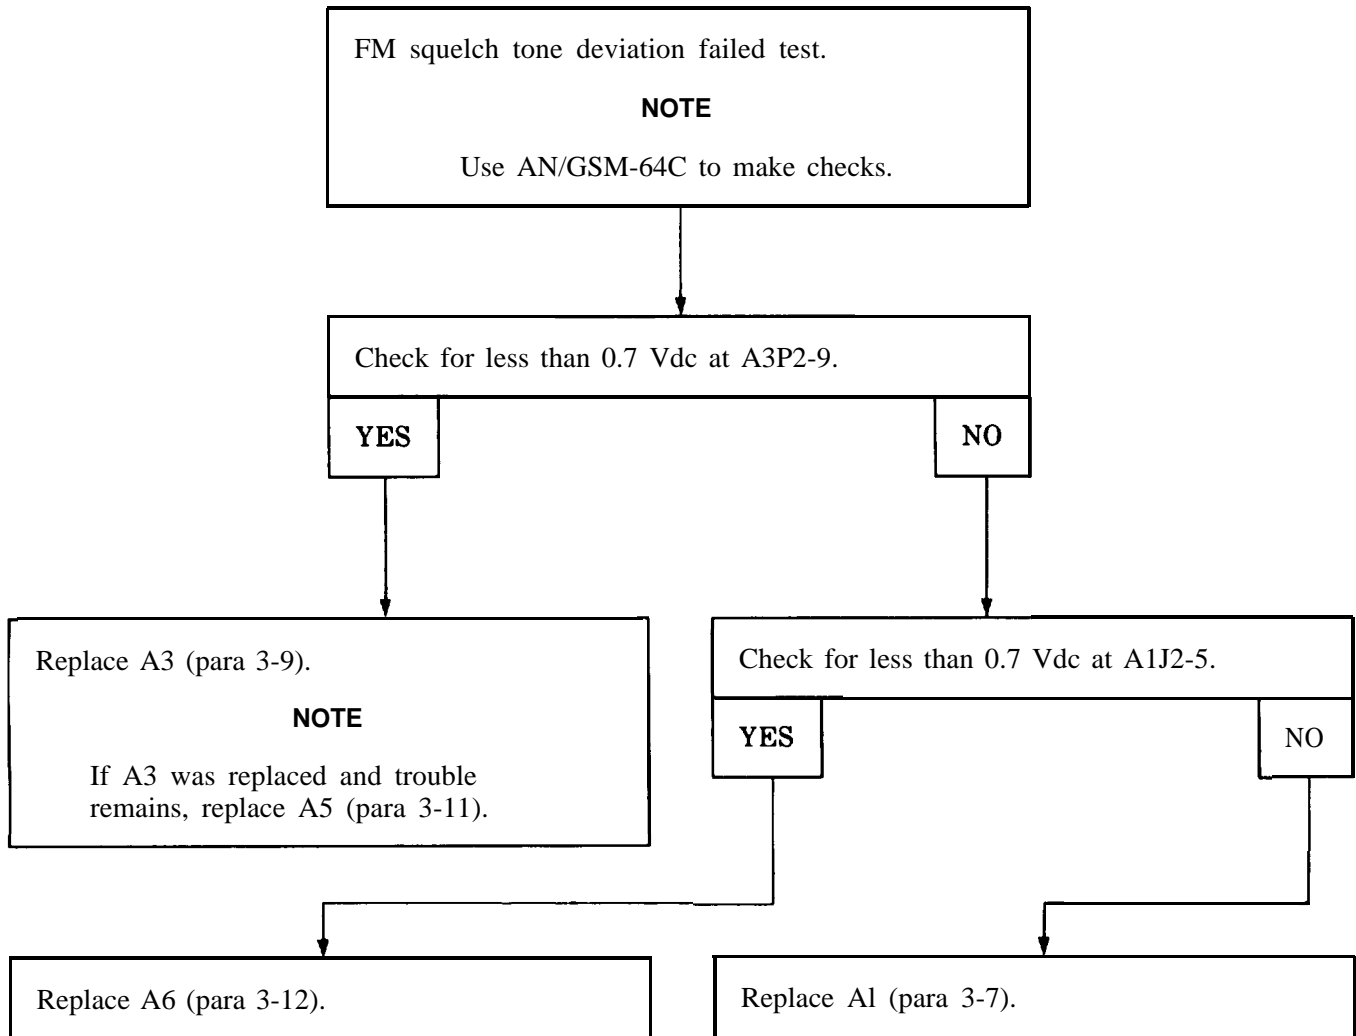 FM squelch tone deviation failed test.
NOTE
Use AN/GSM-64C to make checks.
Check for less than 0.7 Vdc at A3P2-9.
YES
NO
Replace A3 (para 3-9).
NOTE
If A3 was replaced and trouble
remains, replace A5 (para 3-11).
Check for less than 0.7 Vdc at A1J2-5.
YES
NO
Replace A6 (para 3-12).
Replace Al (para 3-7).